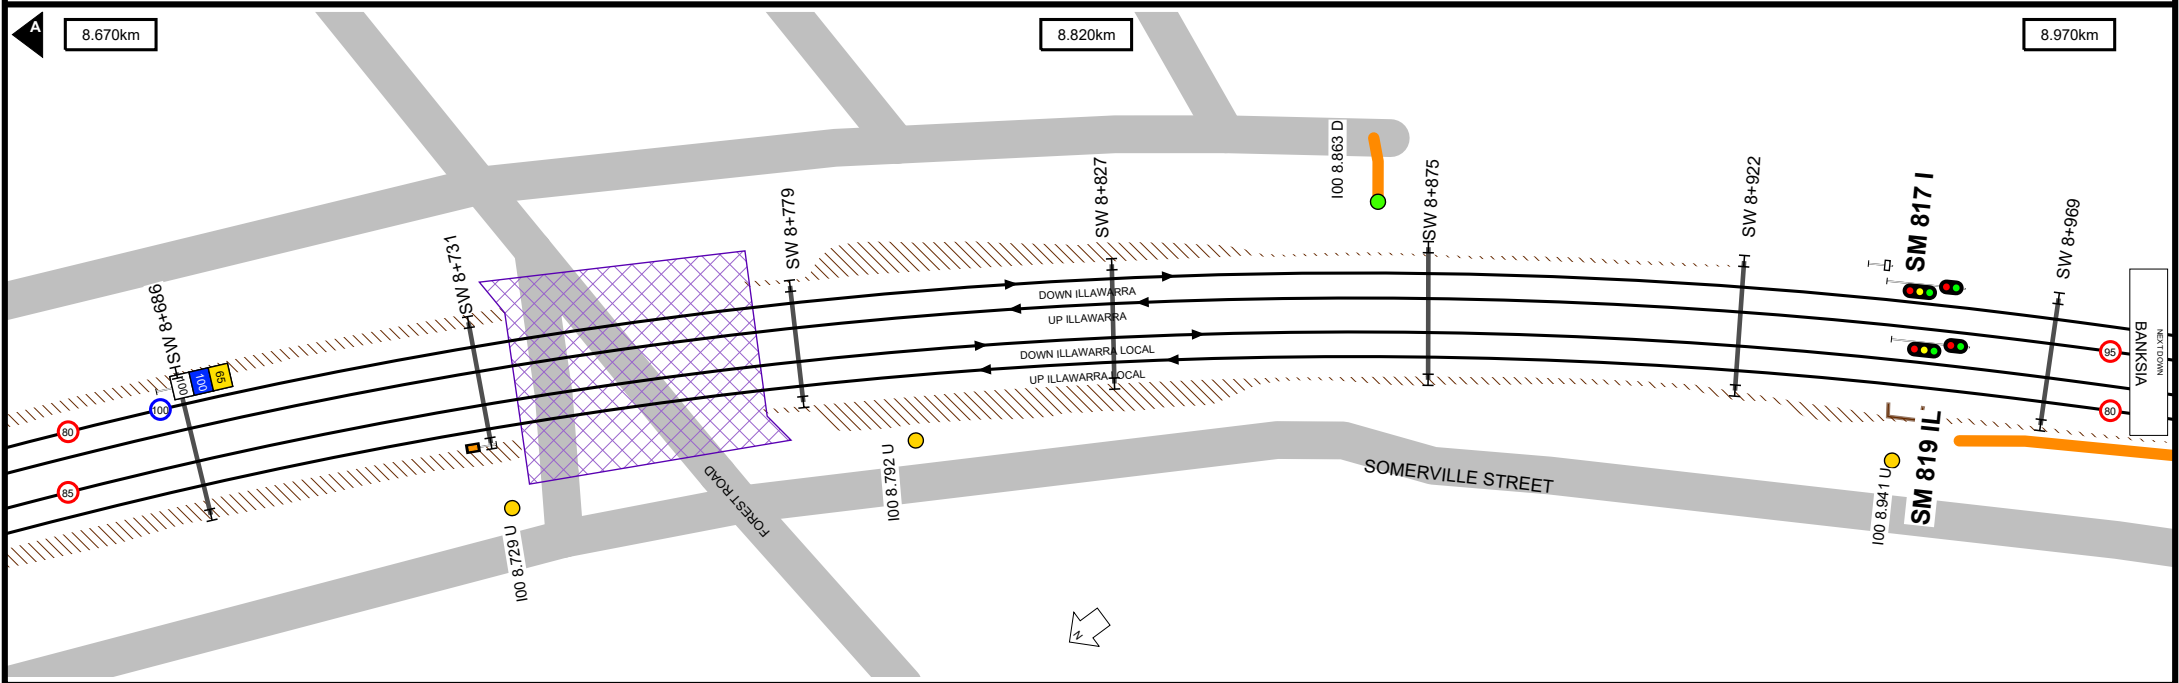 A
8.670km
8.820km
8.970km
I00 8.863 D
SW 8+686
SW 8+731
SW 8+779
SW 8+827
SW 8+875
SW 8+922
SM 817 I
SW 8+969
100
100
65
100
80
85
DOWN ILLAWARRA
UP ILLAWARRA
DOWN ILLAWARRA LOCAL
UP ILLAWARRA LOCAL
95
80
BANKSIA
NEXT DOWN
I00 8.729 U
FOREST ROAD
I00 8.792 U
SOMERVILLE STREET
I00 8.941 U
SM 819 IL
N